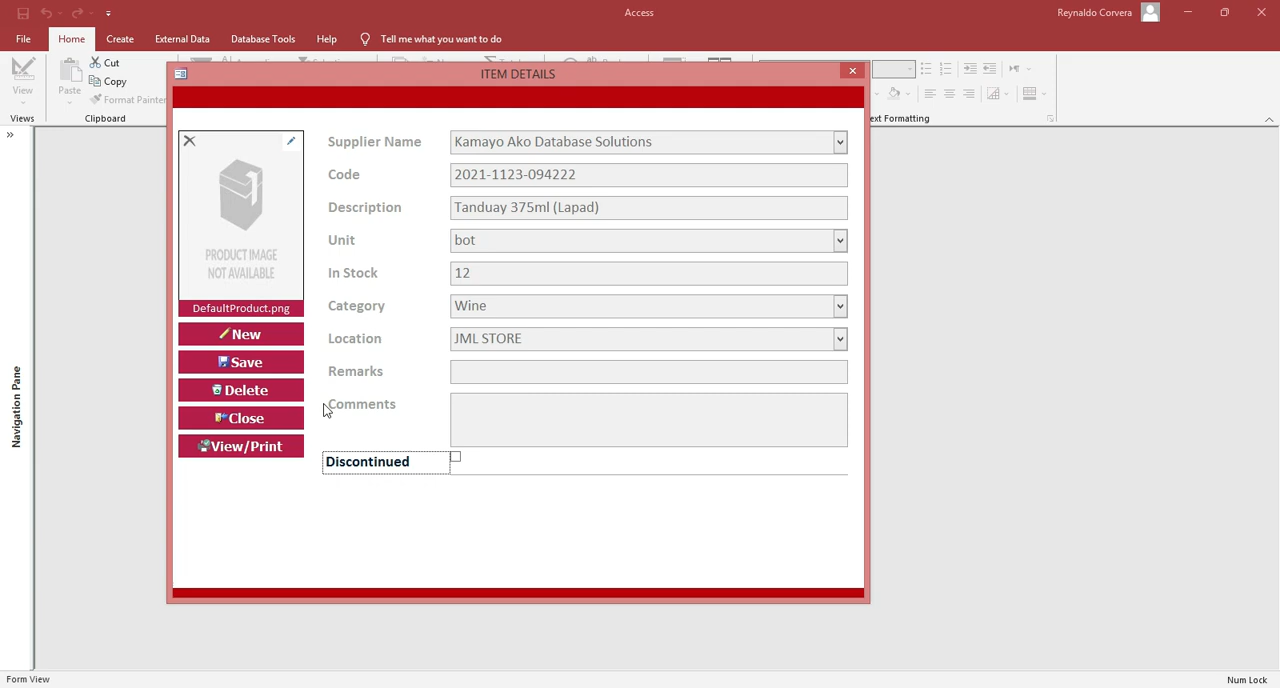 Access
Reynaldo Corvera
File Home Create External Data Database Tools Help Tell me what you want to do
View
Paste
Cut
Copy
Format Painter
Views
Clipboard
ext Formatting
ITEM DETAILS
Navigation Pane
PRODUCT IMAGE
NOT AVAILABLE
DefaultProduct.png
New
Save
Delete
Close
View/Print
Supplier Name Kamayo Ako Database Solutions
Code 2021-1123-094222
Description Tanduay 375ml (Lapad)
Unit bot
In Stock 12
Category Wine
Location JML STORE
Remarks
Comments
Discontinued
Form View
Num Lock